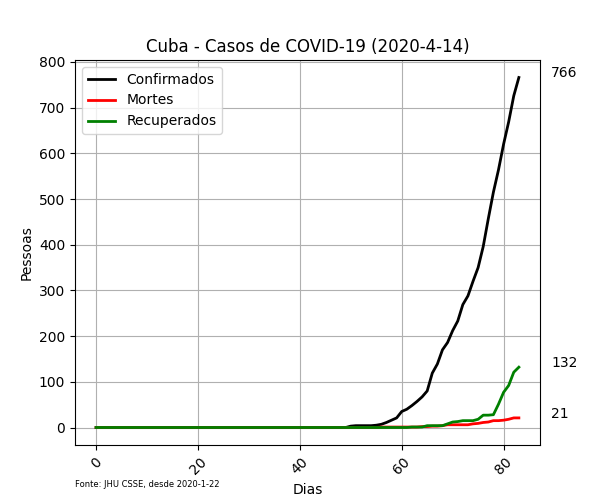 Cuba - Casos de COVID-19 (2020-4-14)
Confirmados
Mortes
Recuperados
800
700
600
500
400
300
200
100
0
Pessoas
766
132
21
0
20
40
60
80
Dias
Fonte: JHU CSSE, desde 2020-1-22